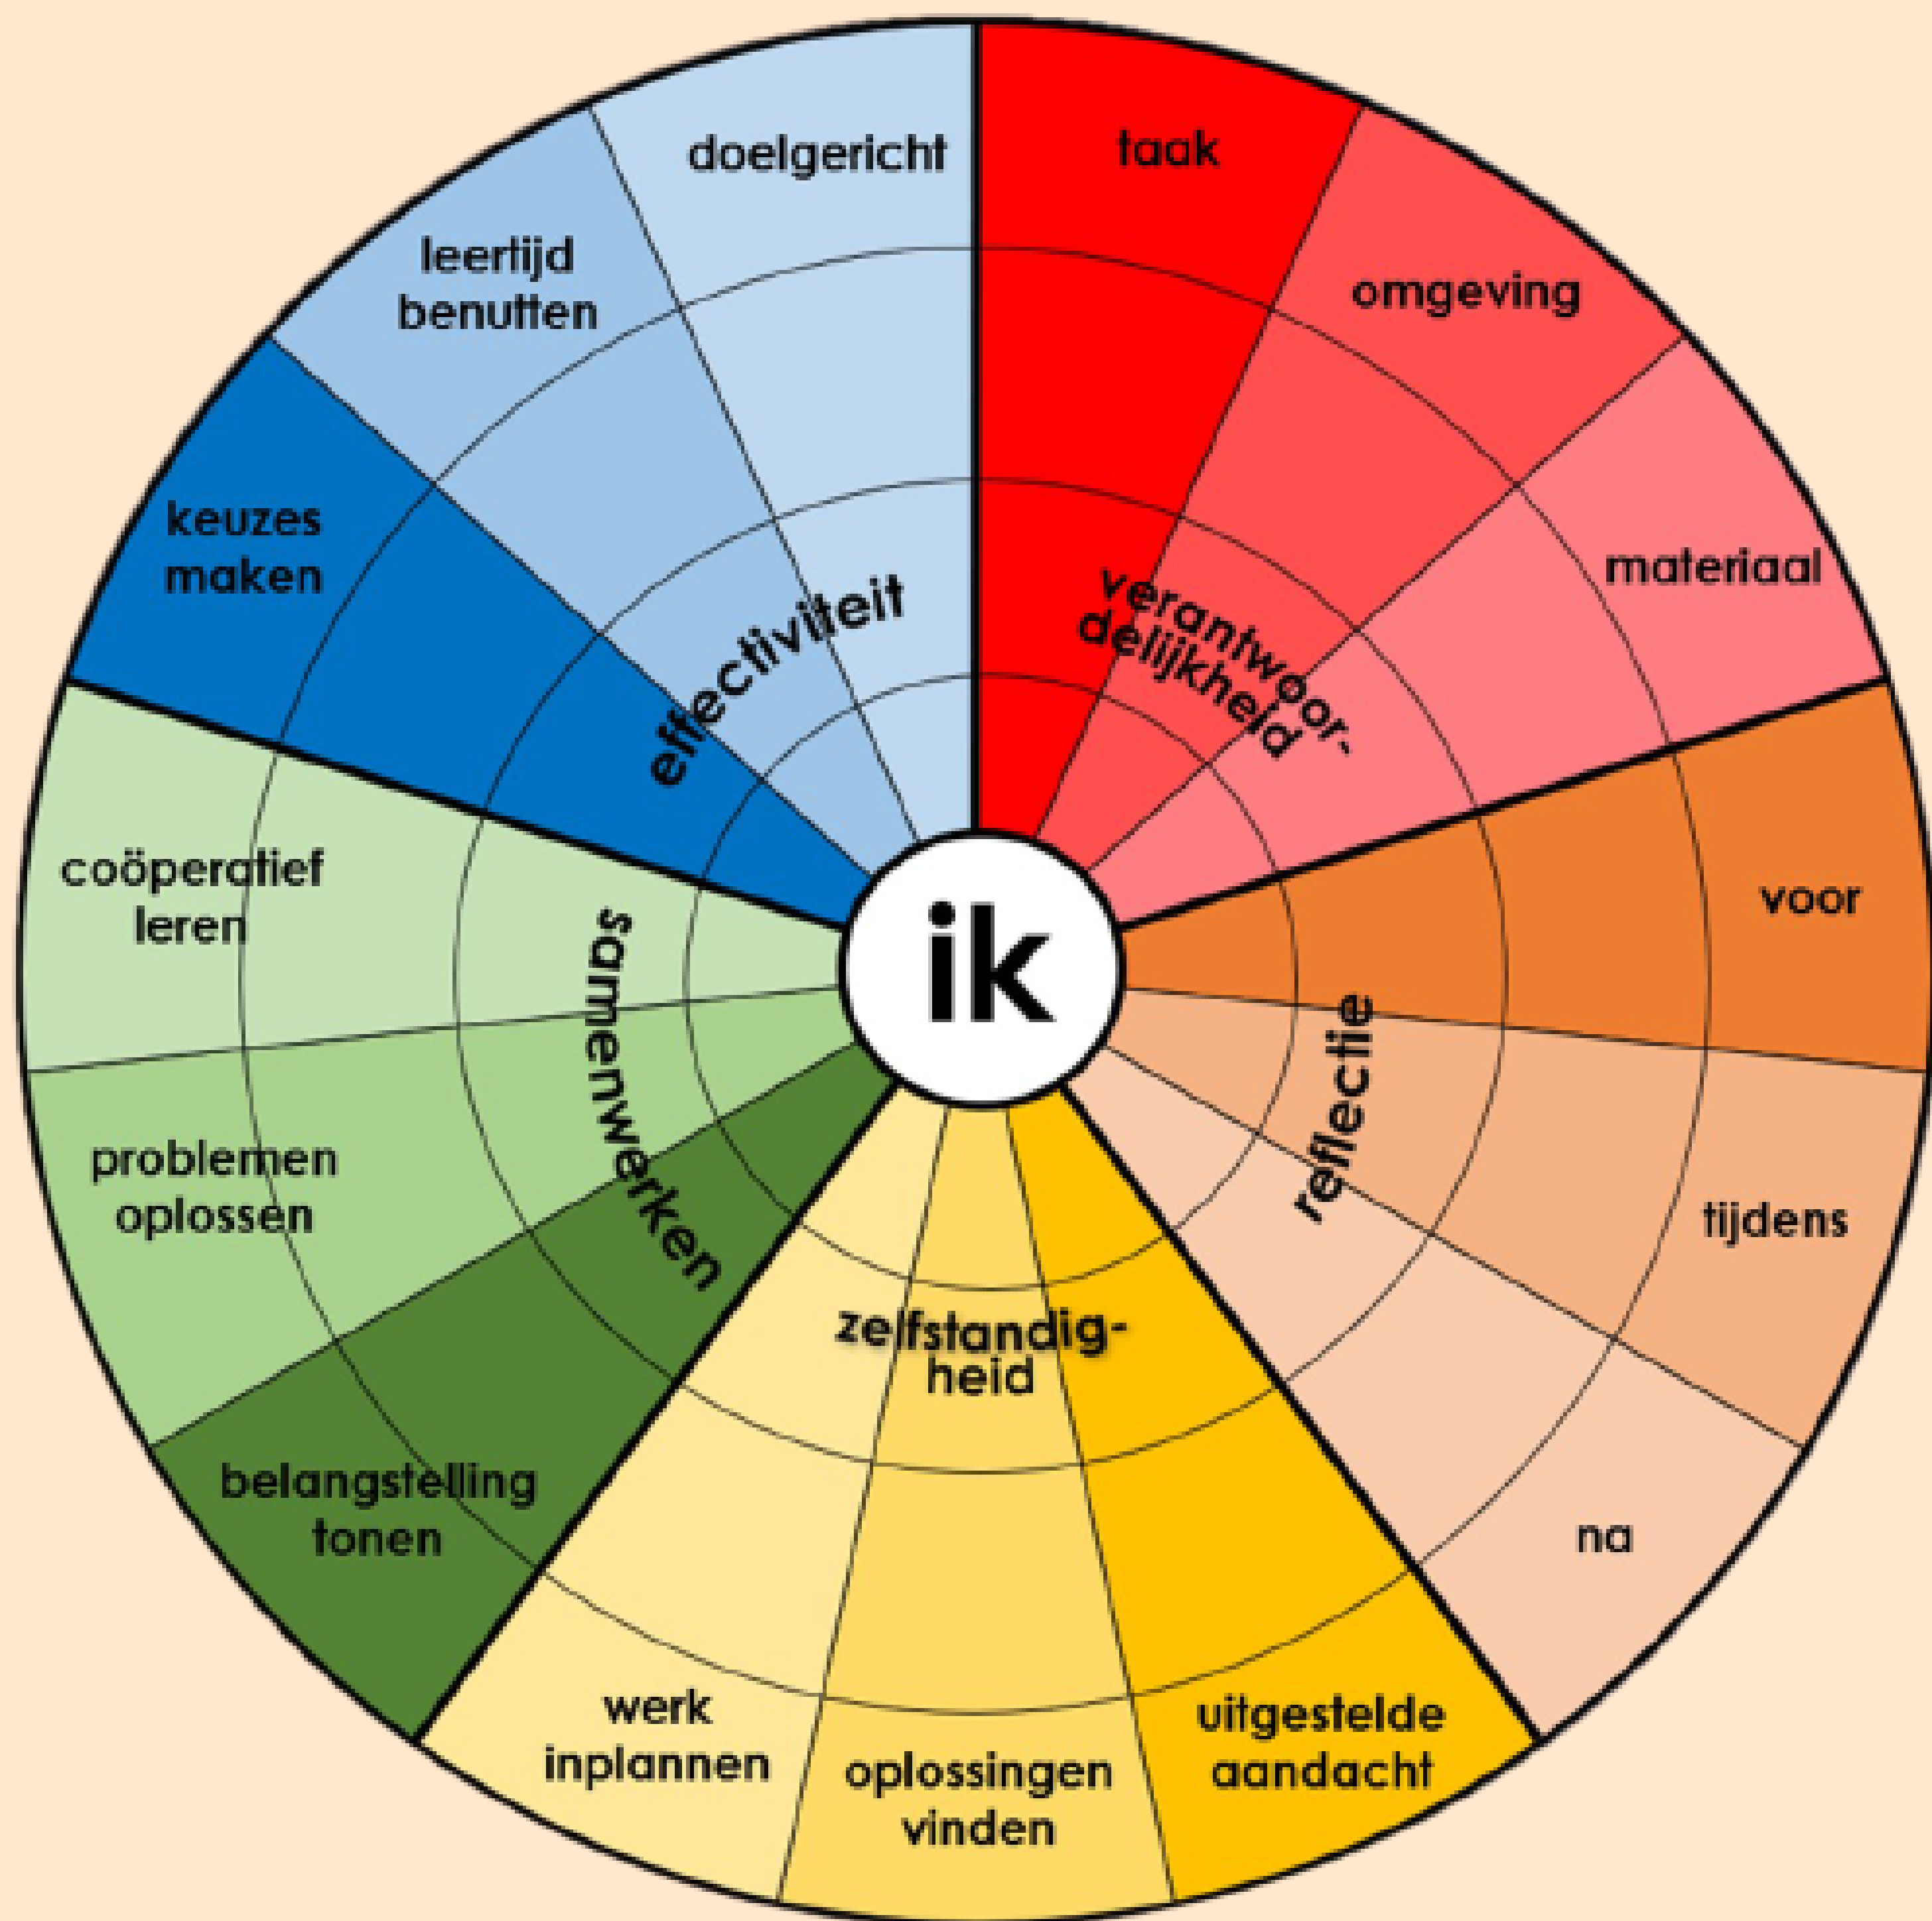 doelgericht
taak
leertijd
benutten
omgeving
keuzes
maken
materiaal
effectiviteit
verantwoor-
delijkheid
coöperatief
leren
voor
ik
samenwerken
reflectie
problemen
oplossen
tijdens
zelfstandig-
heid
belangstelling
tonen
na
werk
inplannen
oplossingen
vinden
uitgestelde
aandacht